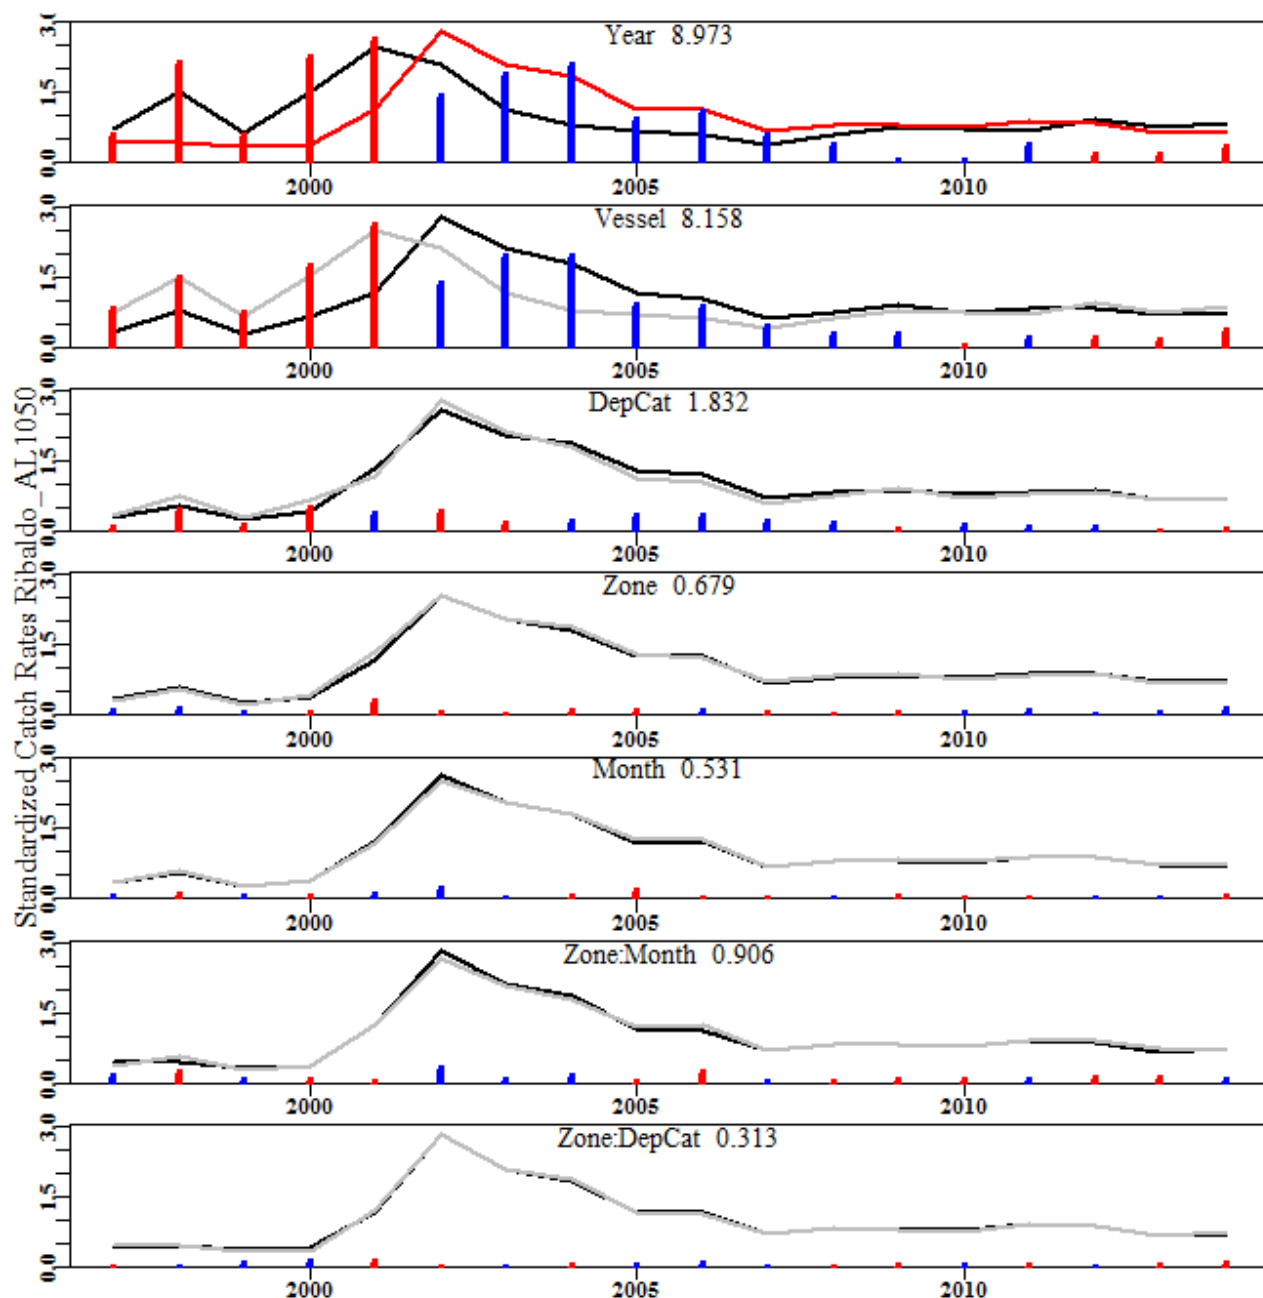 Standardized Catch Rates Ribaldo_AL1050
Year 8.973
3.0
1.5
0.0
2000 2005 2010
Vessel 8.158
3.0
1.5
0.0
2000 2005 2010
DepCat 1.832
3.0
1.5
0.0
2000 2005 2010
Zone 0.679
3.0
1.5
0.0
2000 2005 2010
Month 0.531
3.0
1.5
0.0
2000 2005 2010
Zone:Month 0.906
3.0
1.5
0.0
2000 2005 2010
Zone:DepCat 0.313
3.0
1.5
0.0
2000 2005 2010